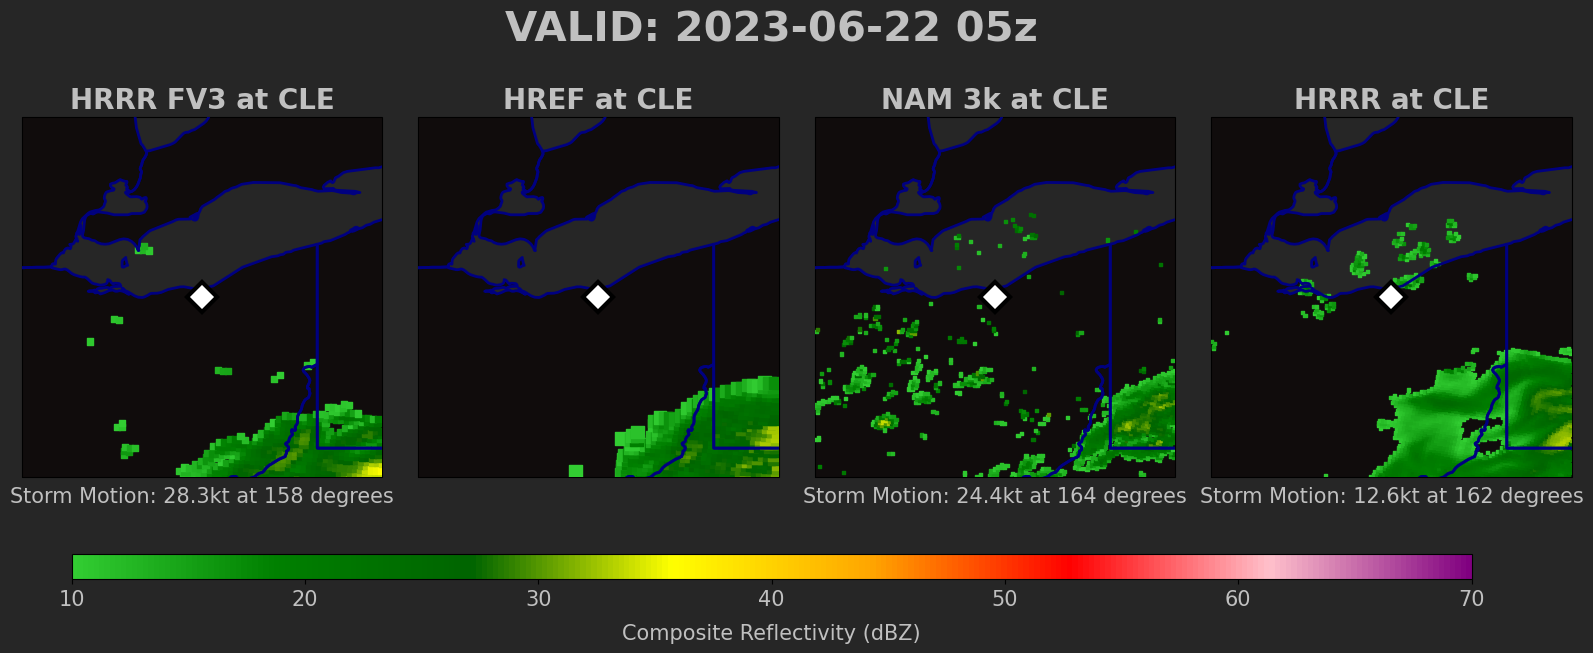 VALID: 2023-06-22 05z
HRRR FV3 at CLE
HREF at CLE
NAM 3k at CLE
HRRR at CLE
Storm Motion: 28.3kt at 158 degrees
Storm Motion: 24.4kt at 164 degrees
Storm Motion: 12.6kt at 162 degrees
10 20 30 40 50 60 70
Composite Reflectivity (dBZ)